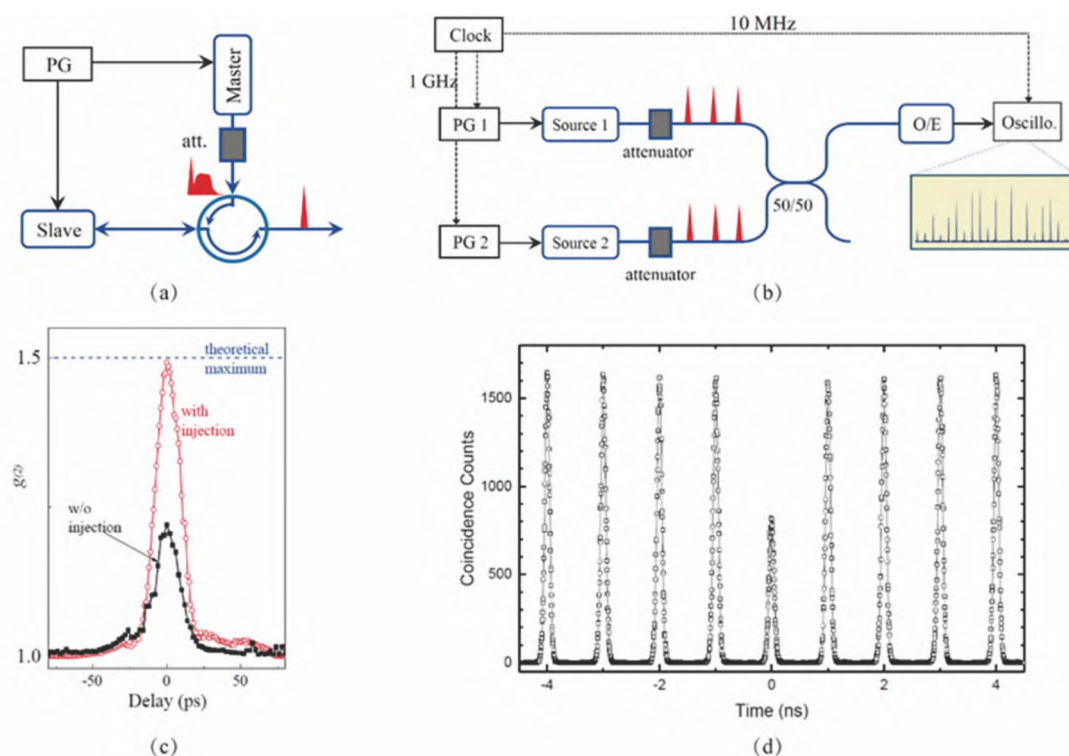 PG
Master
att.
Slave
(a)
Clock
10 MHz
1 GHz
PG 1
Source 1
attenuator
O/E
Oscillo.
50/50
PG 2
Source 2
attenuator
(b)
1.5
theoretical
maximum
with
injection
g(2)
w/o
injection
1.0
-50
0
50
Delay (ps)
(c)
1500
1000
500
0
Coincidence Counts
-4
-2
0
2
4
Time (ns)
(d)